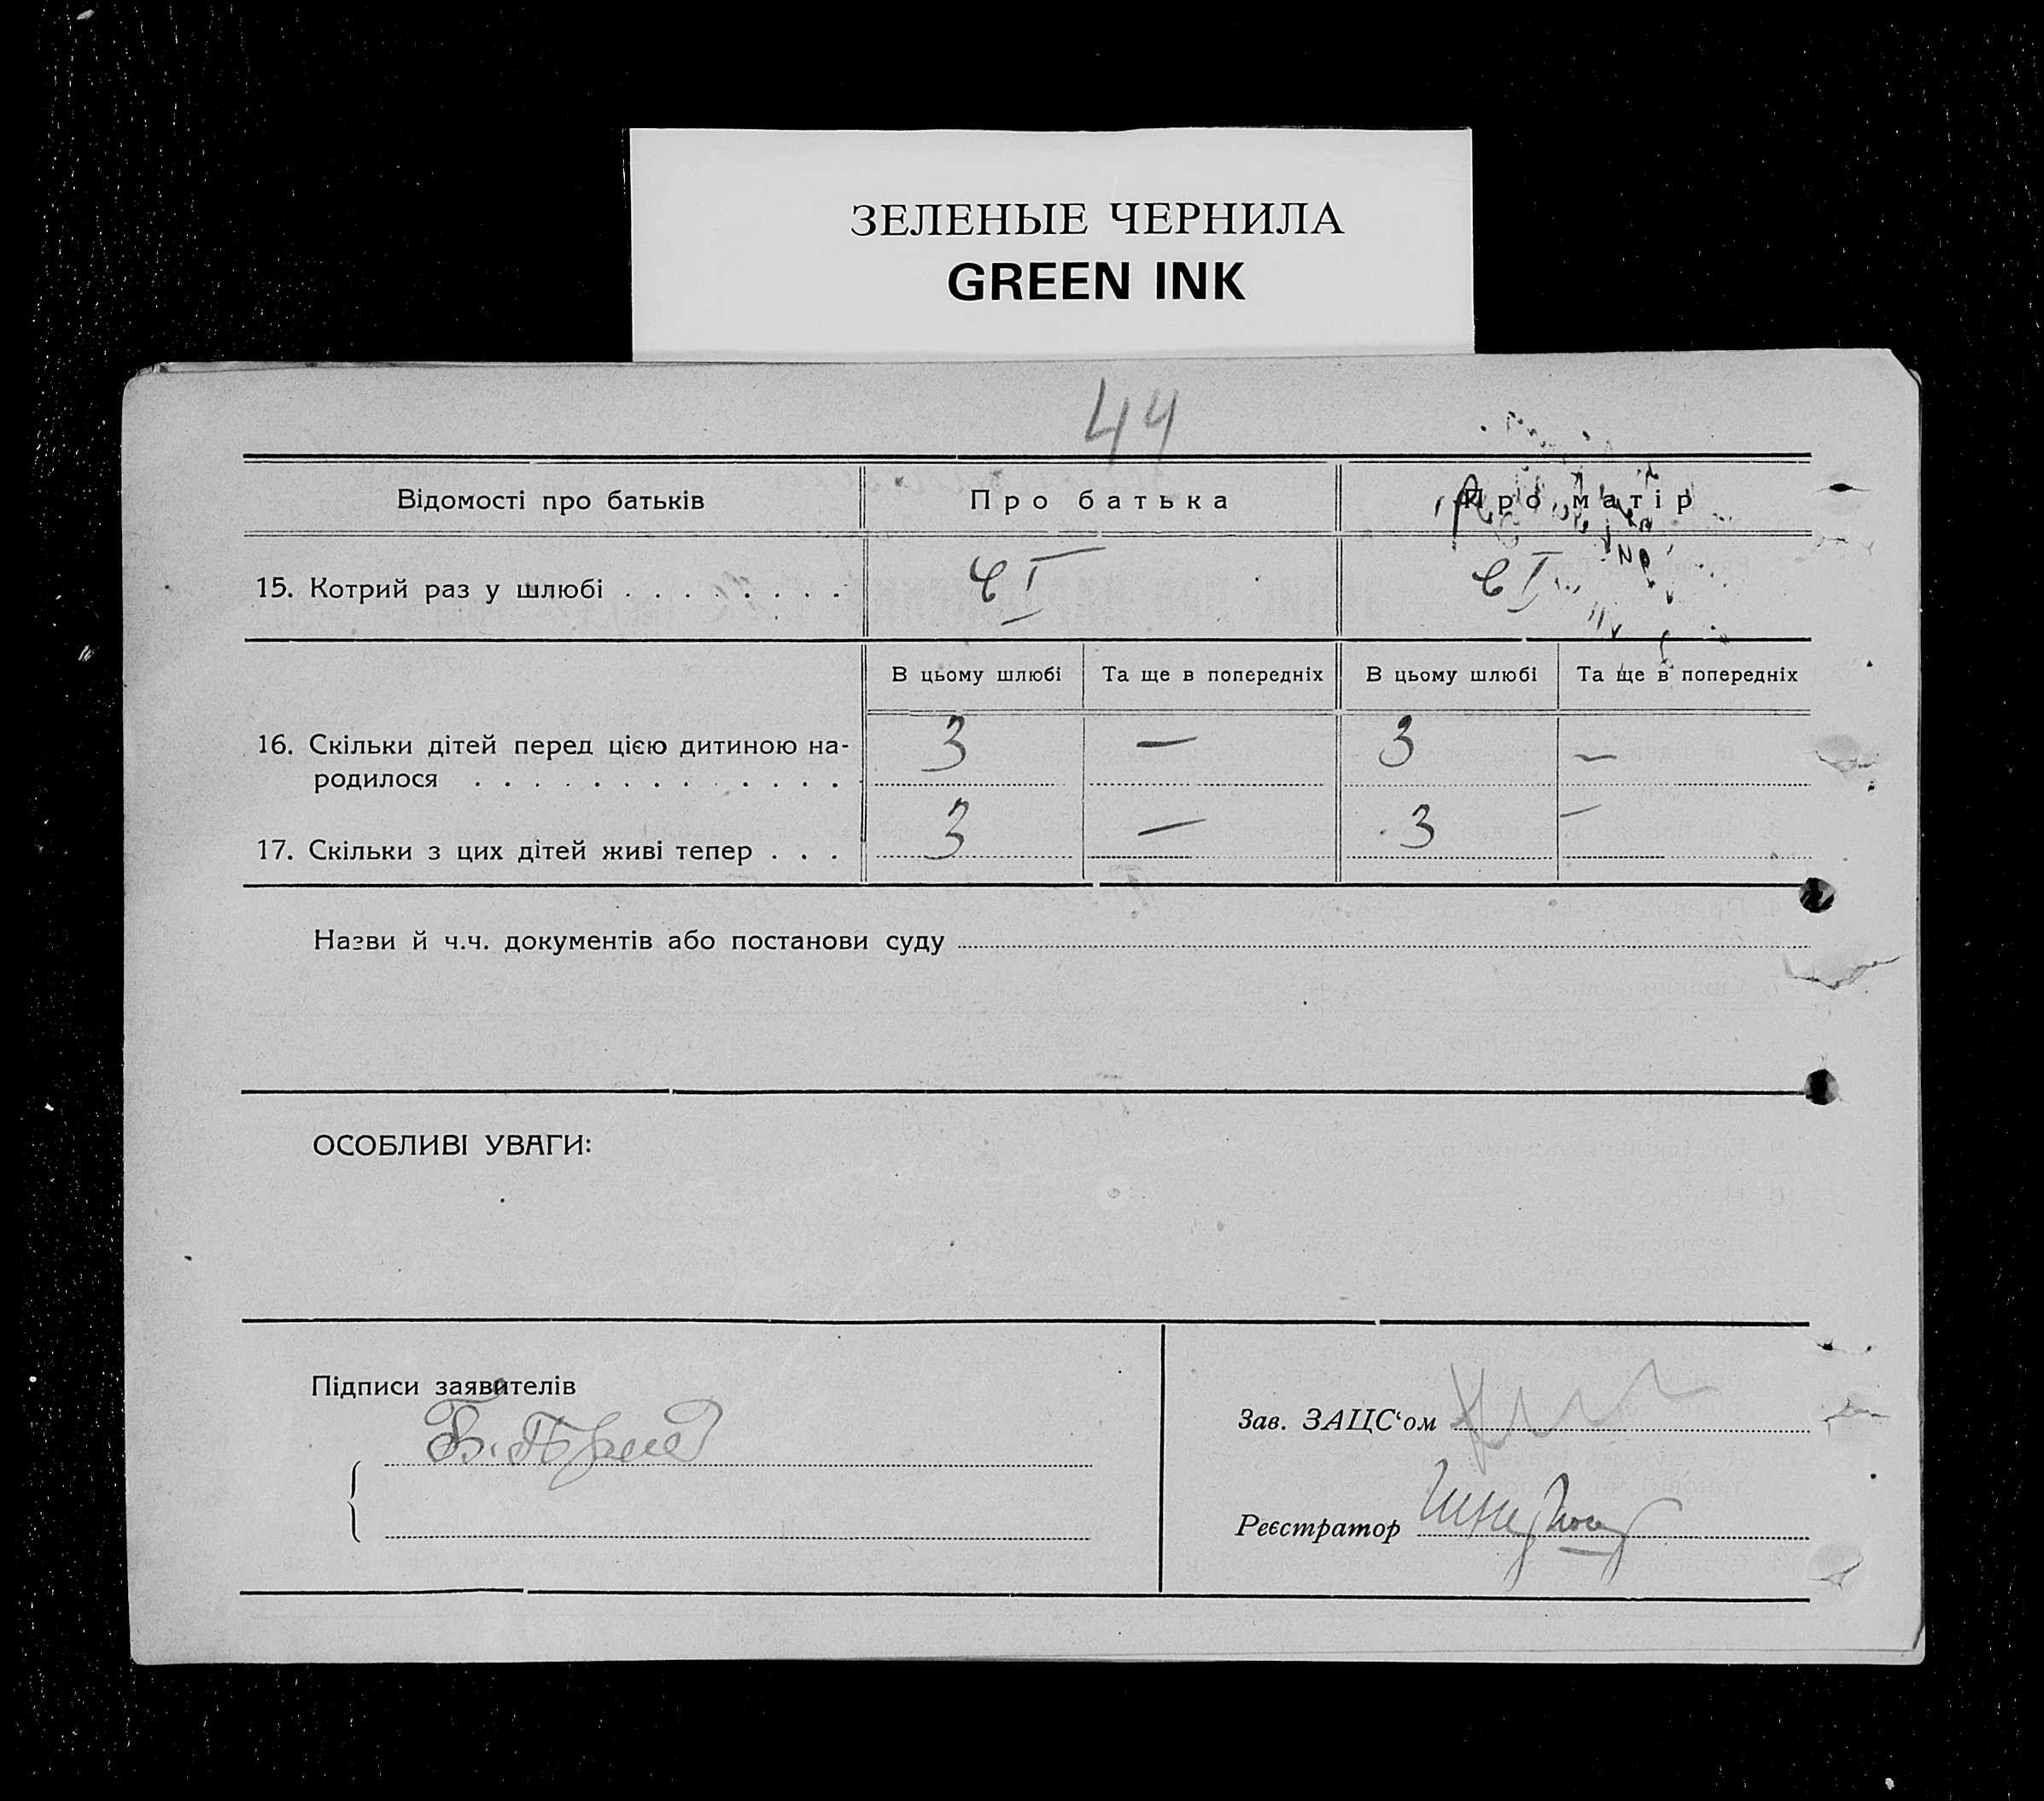 ЗЕЛЕНЫЕ ЧЕРНИЛА
GREEN INK
44
Відомості про батьків Про батька Про матір
15. Котрий раз у шлюбі . . . . . . . . I I
В цьому шлюбі Та ще в попередніх В цьому шлюбі Та ще в попередніх
16. Скільки дітей перед цією дитиною на- 3 — 3 —
родилося . . . . . . . . . . . . .
17. Скільки з цих дітей живі тепер . . . 3 — 3 —
Назви й ч.ч. документів або постанови суду
ОСОБЛИВІ УВАГИ:
Підписи заявителів
Б.
Зав. ЗАЦС‘ом
Реєстратор